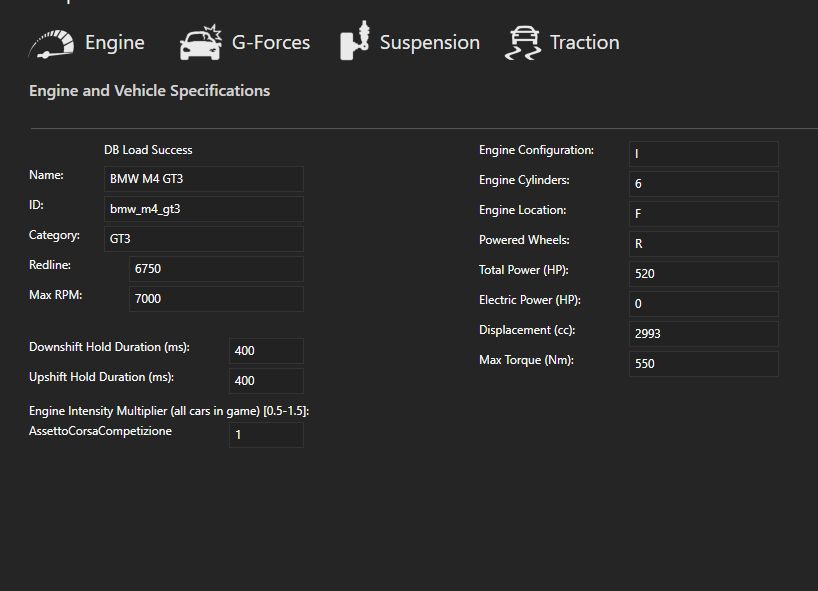 Engine
G-Forces
Suspension
Traction
Engine and Vehicle Specifications
DB Load Success
Name: BMW M4 GT3
ID: bmw_m4_gt3
Category: GT3
Redline: 6750
Max RPM: 7000
Downshift Hold Duration (ms): 400
Upshift Hold Duration (ms): 400
Engine Intensity Multiplier (all cars in game) [0.5-1.5]:
AssettoCorsaCompetizione 1
Engine Configuration: I
Engine Cylinders: 6
Engine Location: F
Powered Wheels: R
Total Power (HP): 520
Electric Power (HP): 0
Displacement (cc): 2993
Max Torque (Nm): 550